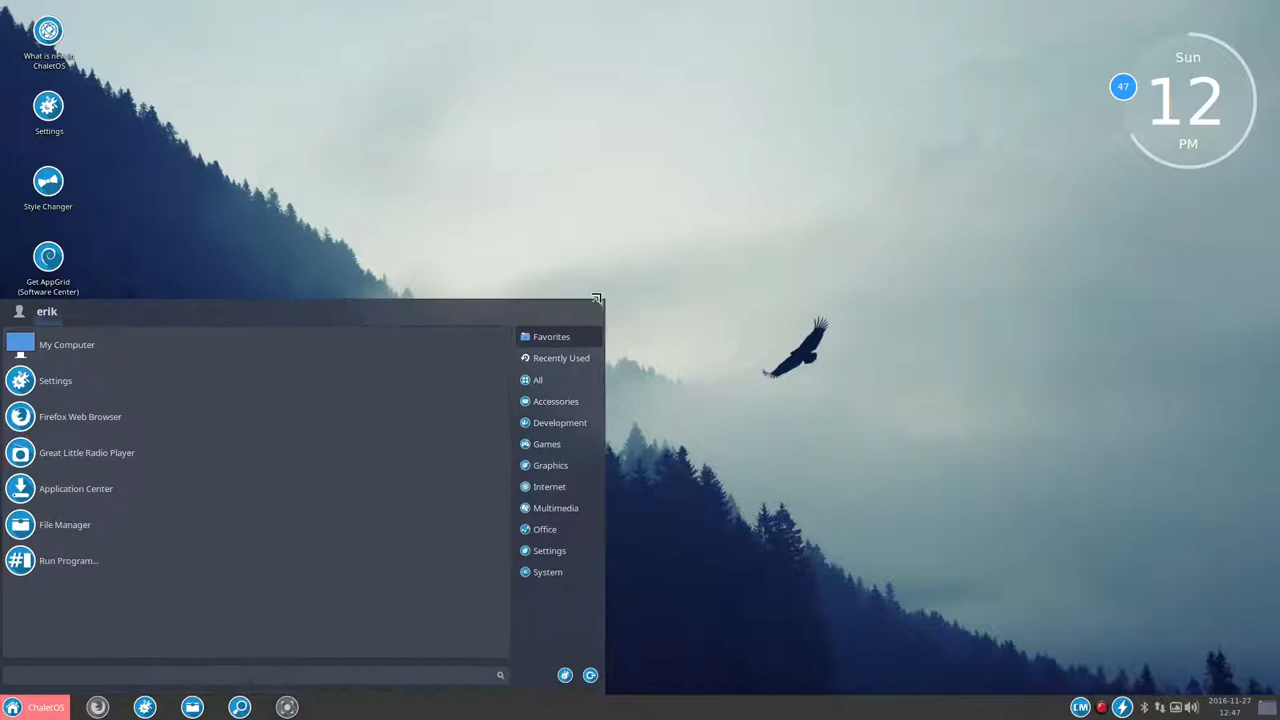 What is new in
ChaletOS
Settings
Style Changer
Get AppGrid
(Software Center)
Sun
47
12
PM
erik
My Computer
Settings
Firefox Web Browser
Great Little Radio Player
Application Center
File Manager
Run Program...
Favorites
Recently Used
All
Accessories
Development
Games
Graphics
Internet
Multimedia
Office
Settings
System
ChaletOS
CM
2016-11-27
12:47